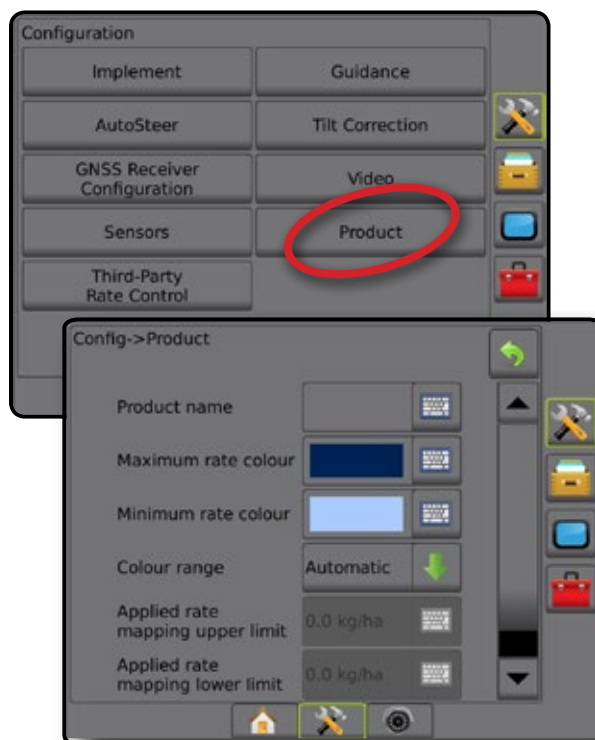 Configuration
Implement
Guidance
AutoSteer
Tilt Correction
GNSS Receiver
Configuration
Video
Sensors
Product
Third-Party
Rate Control
Config->Product
Product name
Maximum rate colour
Minimum rate colour
Colour range
Automatic
Applied rate
mapping upper limit
0.0 kg/ha
Applied rate
mapping lower limit
0.0 kg/ha